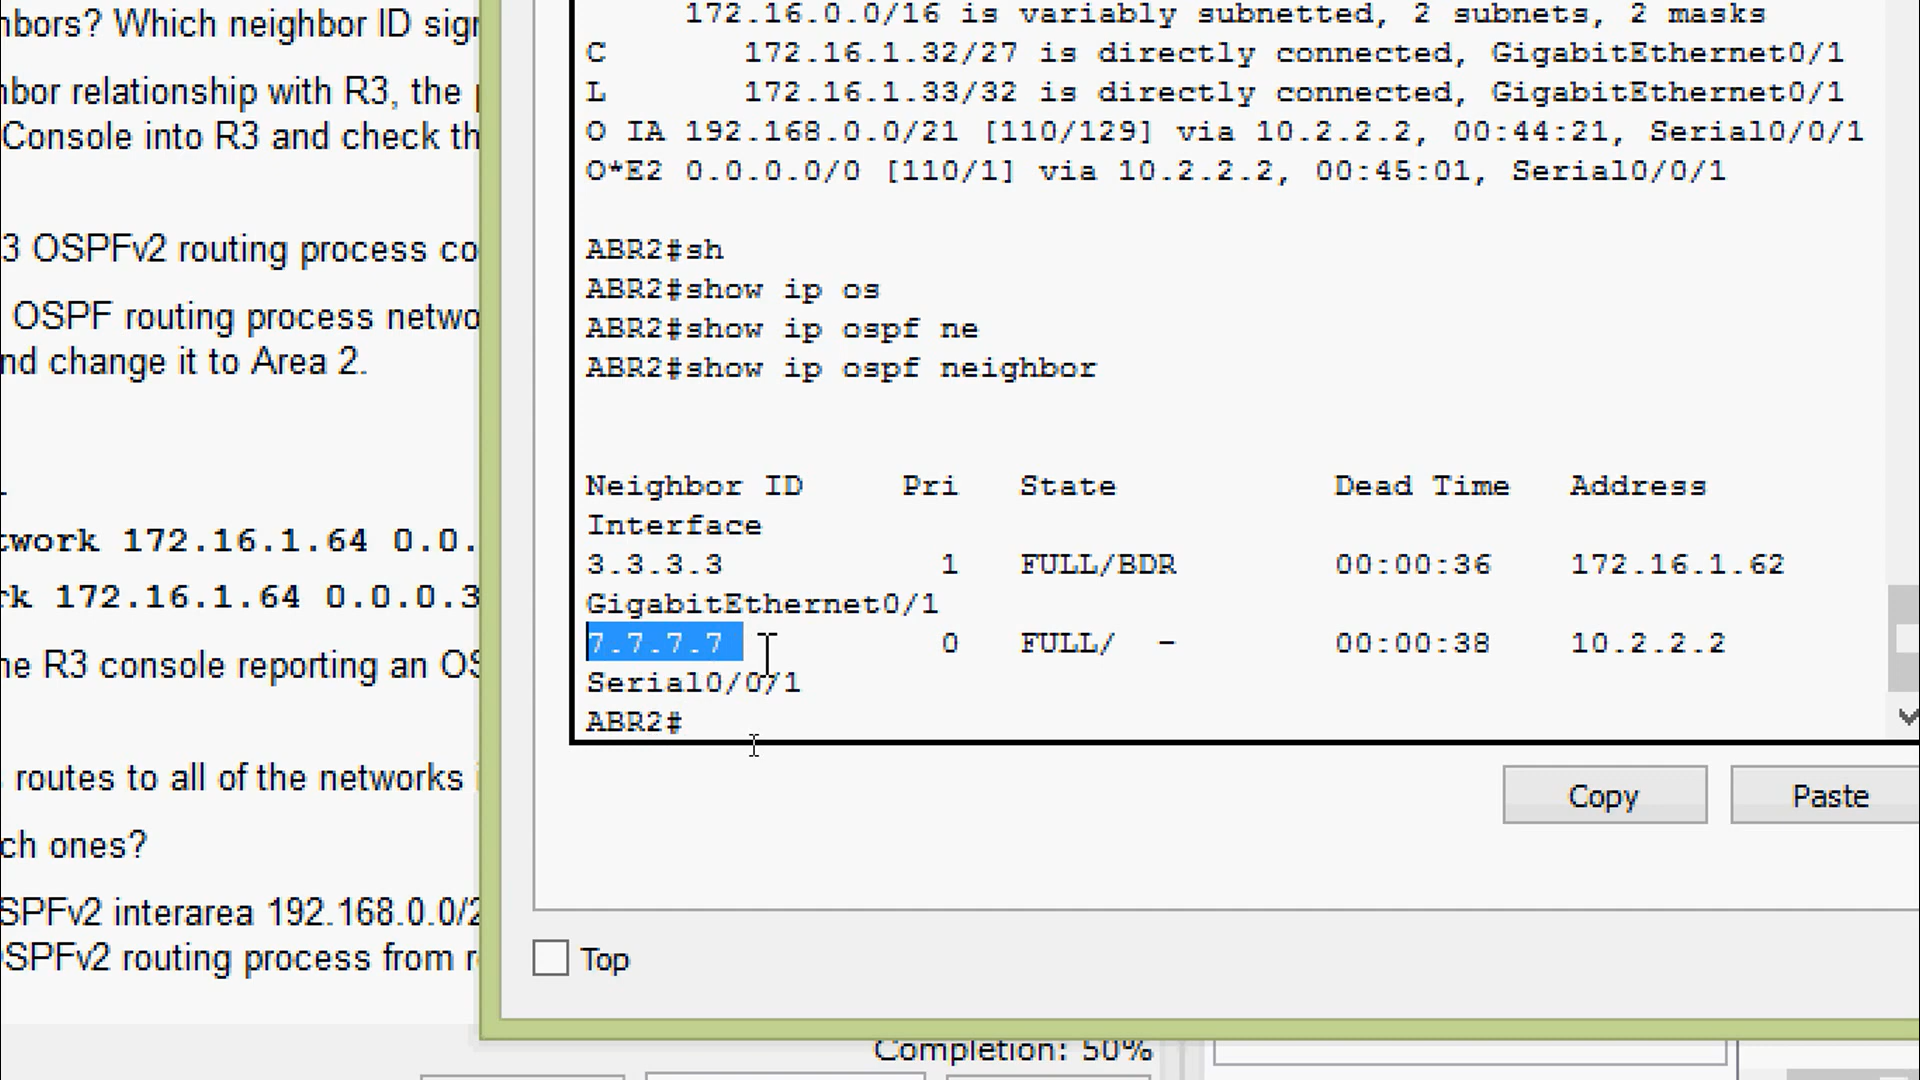 nbors? Which neighbor ID
nbor relationship with R3, the
Console into R3 and check
3 OSPFv2 routing process
OSPF routing process
nd change it to Area 2.
twork 172.16.1.64 0.0.
rk 172.16.1.64 0.0.0.3
ne R3 console reporting an
routes to all of the networks
ch ones?
SPFv2 interarea 192.168.0.0/2
OSPFv2 routing process from
172.16.0.0/16 is variably subnetted, 2 subnets, 2 masks
C 172.16.1.32/27 is directly connected, GigabitEthernet0/1
L 172.16.1.33/32 is directly connected, GigabitEthernet0/1
O IA 192.168.0.0/21 [110/129] via 10.2.2.2, 00:44:21, Serial0/0/1
O*E2 0.0.0.0/0 [110/1] via 10.2.2.2, 00:45:01, Serial0/0/1
ABR2#sh
ABR2#show ip os
ABR2#show ip ospf ne
ABR2#show ip ospf neighbor
Neighbor ID Pri State Dead Time Address
Interface
3.3.3.3 1 FULL/BDR 00:00:36 172.16.1.62
GigabitEthernet0/1
7.7.7.7 0 FULL/ - 00:00:38 10.2.2.2
Serial0/0/1
ABR2#
Copy Paste
Top
Completion: 50%